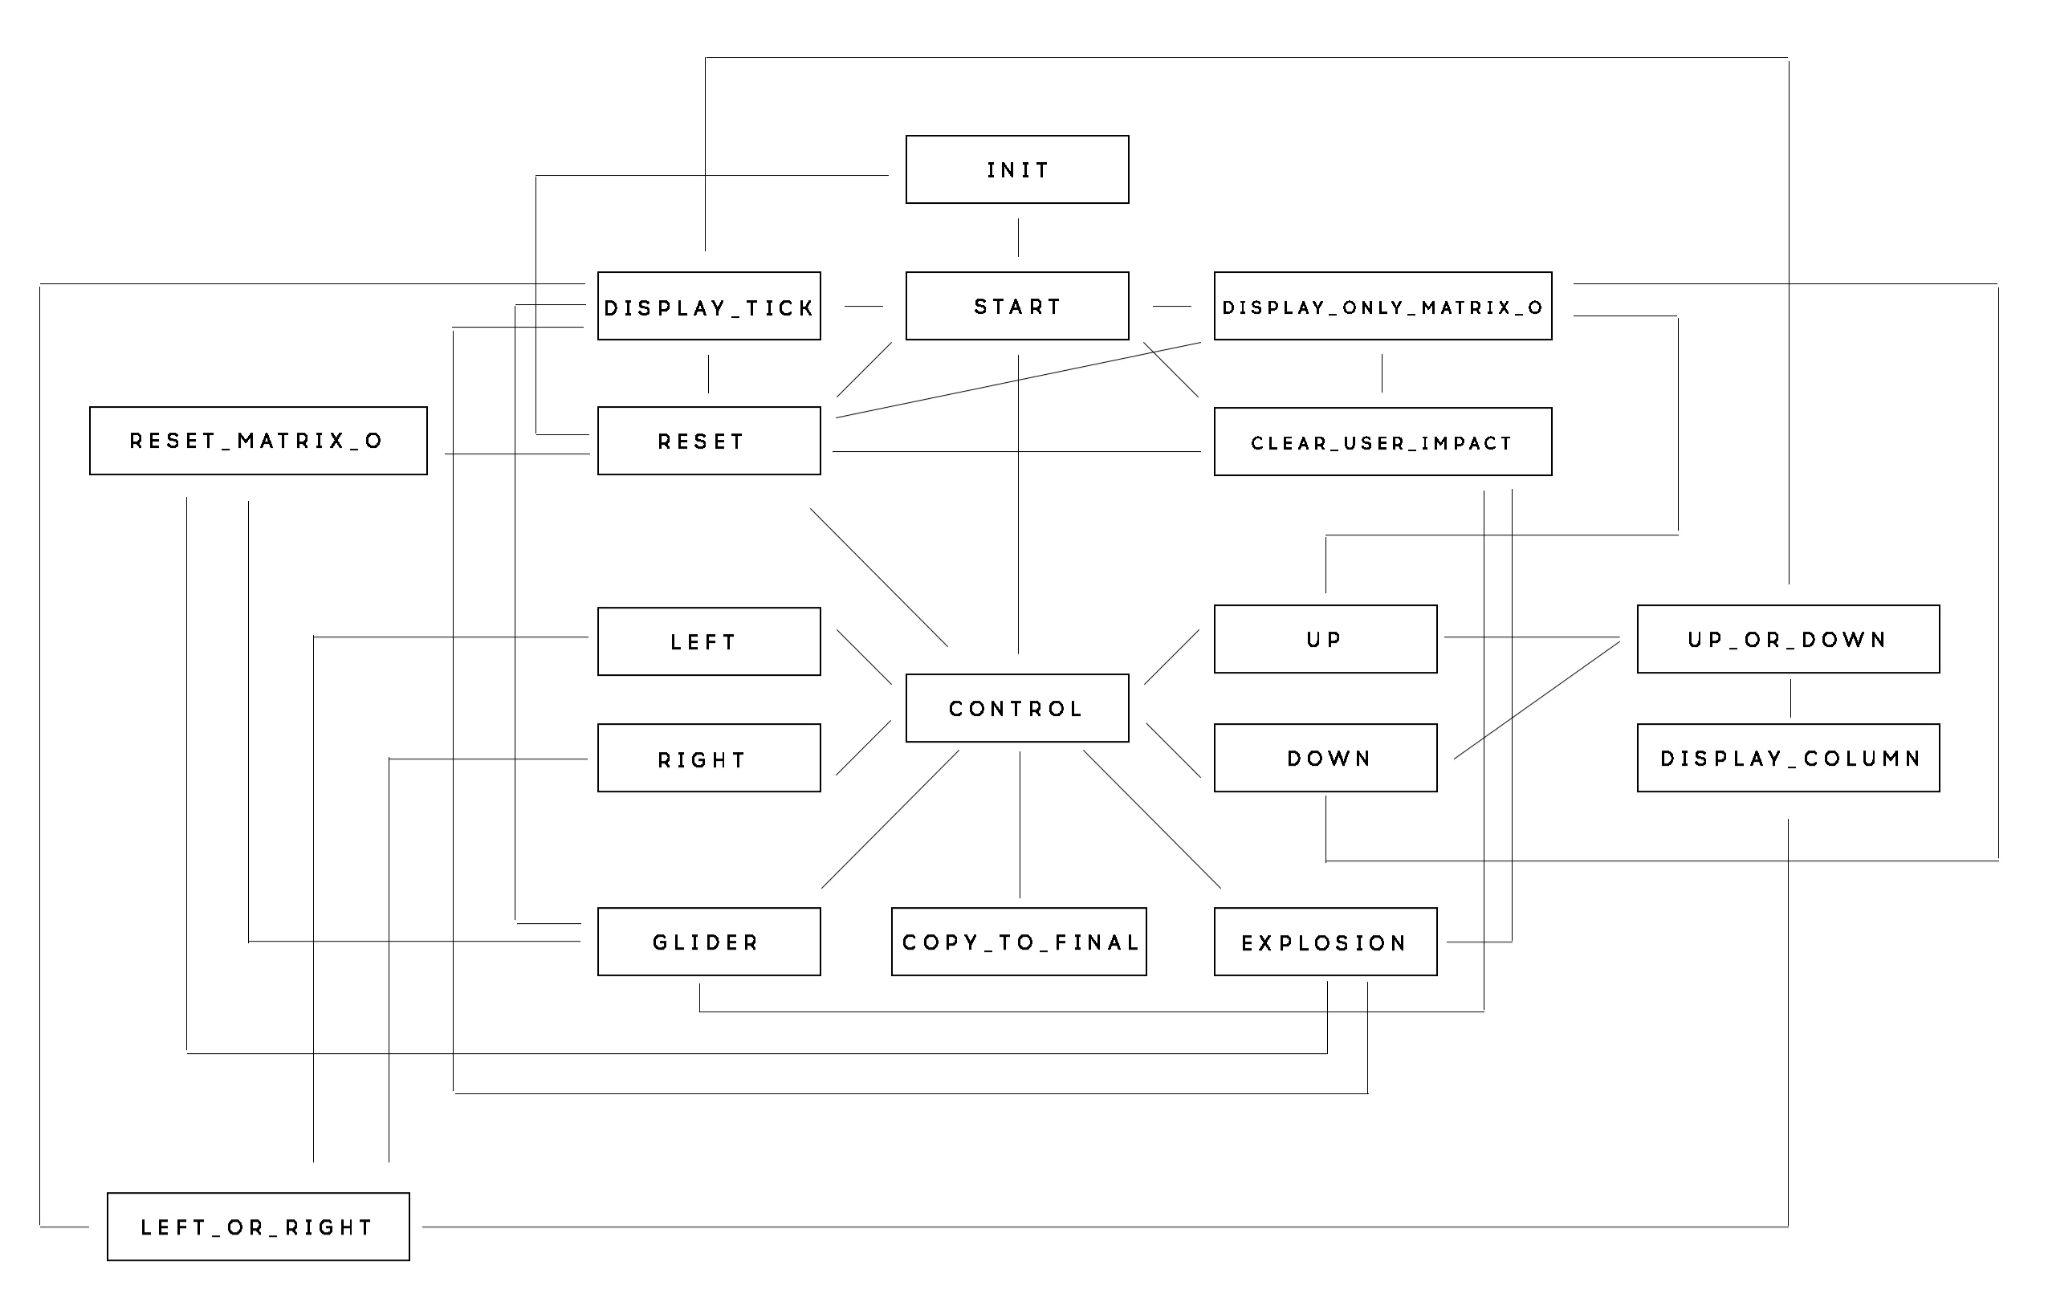 INIT
DISPLAY_TICK
START
DISPLAY_ONLY_MATRIX_O
RESET_MATRIX_O
RESET
CLEAR_USER_IMPACT
LEFT
UP
UP_OR_DOWN
CONTROL
RIGHT
DOWN
DISPLAY_COLUMN
GLIDER
COPY_TO_FINAL
EXPLOSION
LEFT_OR_RIGHT